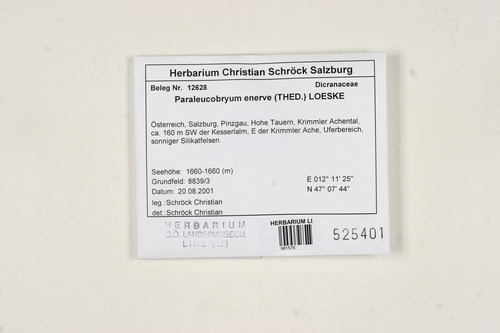 Herbarium Christian Schröck Salzburg
Beleg Nr. 12628 Dicranaceae
Paraleucobryum enerve (THED.) LOESKE
Österreich, Salzburg, Pinzgau, Hohe Tauern, Krimmler Achental,
ca. 160 m SW der Kesserlalm, E der Krimmler Ache, Uferbereich,
sonniger Silikatfelsen.
Seehöhe: 1660-1660 (m)
Grundfeld: 8839/3 E 012° 11' 25"
Datum: 20.08.2001 N 47° 07' 44"
leg.: Schröck Christian
det.: Schröck Christian
HERBARIUM
O.Ö. LANDESMUSEUM
LINZ (LI)
HERBARIUM LI
981576
525401